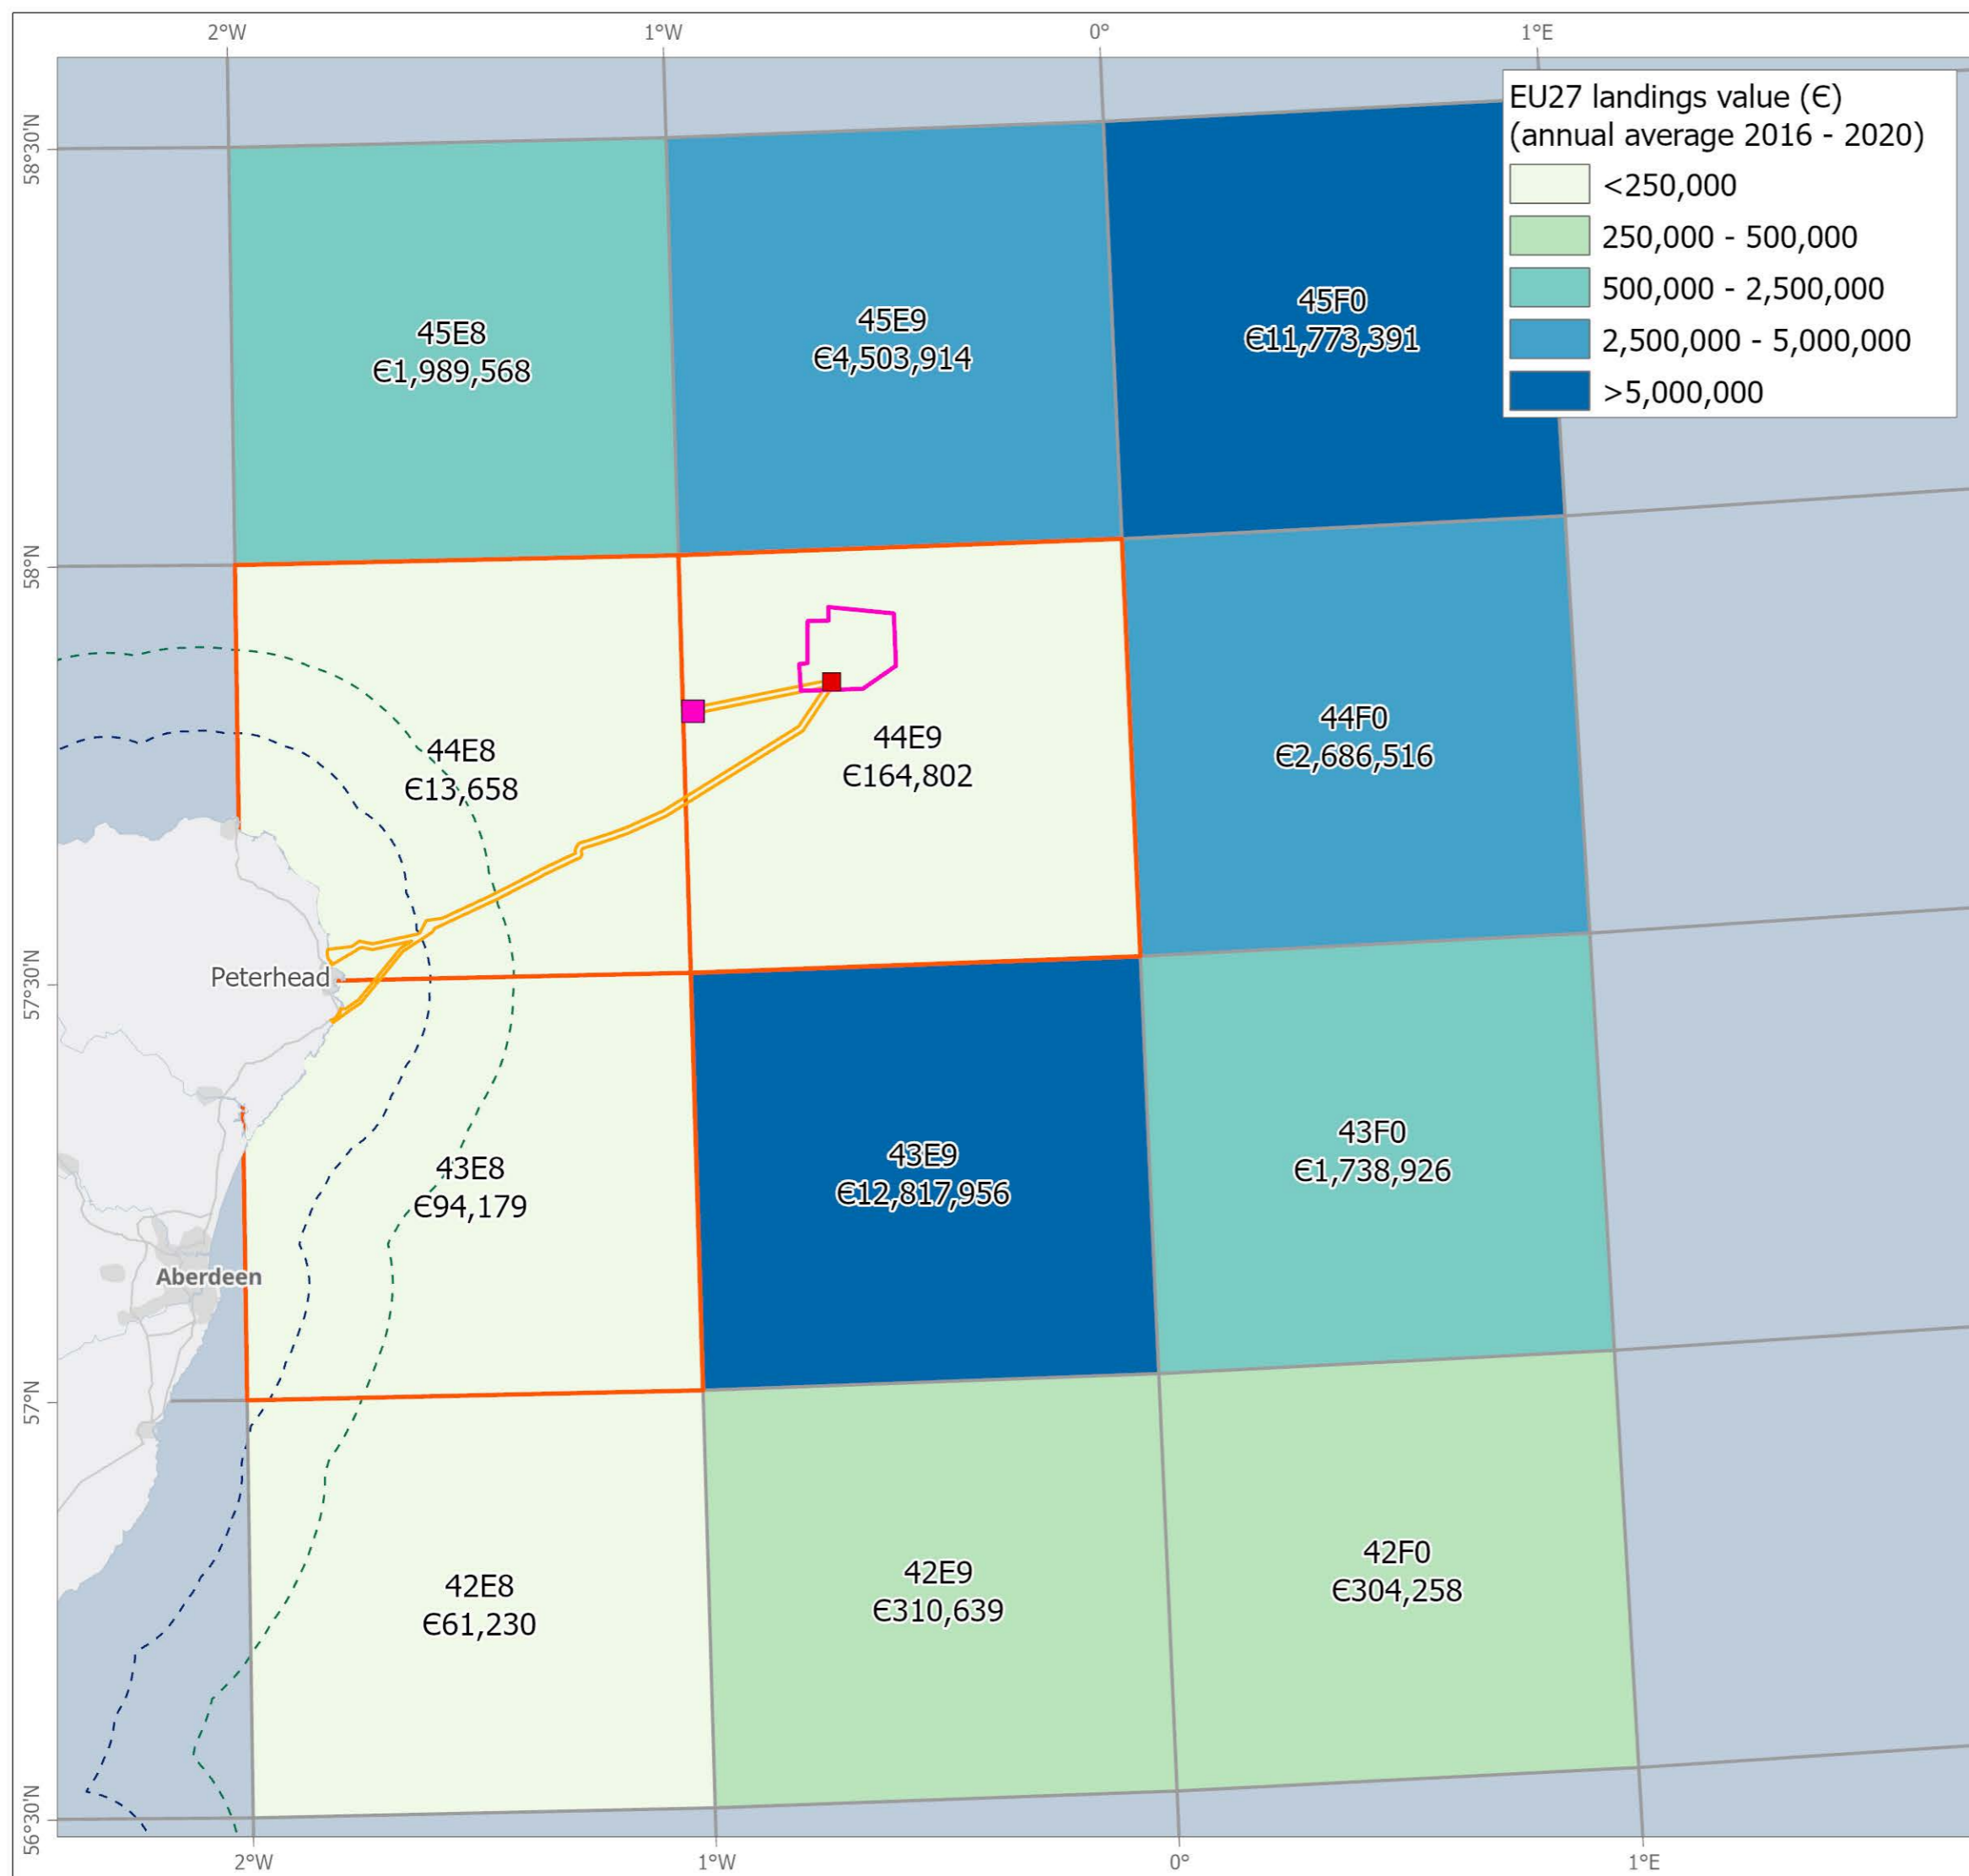 2°W 1°W 0° 1°E
EU27 landings value (€)
(annual average 2016 - 2020)
<250,000
250,000 - 500,000
500,000 - 2,500,000
2,500,000 - 5,000,000
>5,000,000
58°30'N
45E8
€1,989,568
45E9
€4,503,914
45F0
€11,773,391
58°N
44E8
€13,658
44E9
€164,802
44F0
€2,686,516
57°30'N
Peterhead
43E8
€94,179
43E9
€12,817,956
43F0
€1,738,926
Aberdeen
57°N
42E8
€61,230
42E9
€310,639
42F0
€304,258
56°30'N
2°W 1°W 0° 1°E